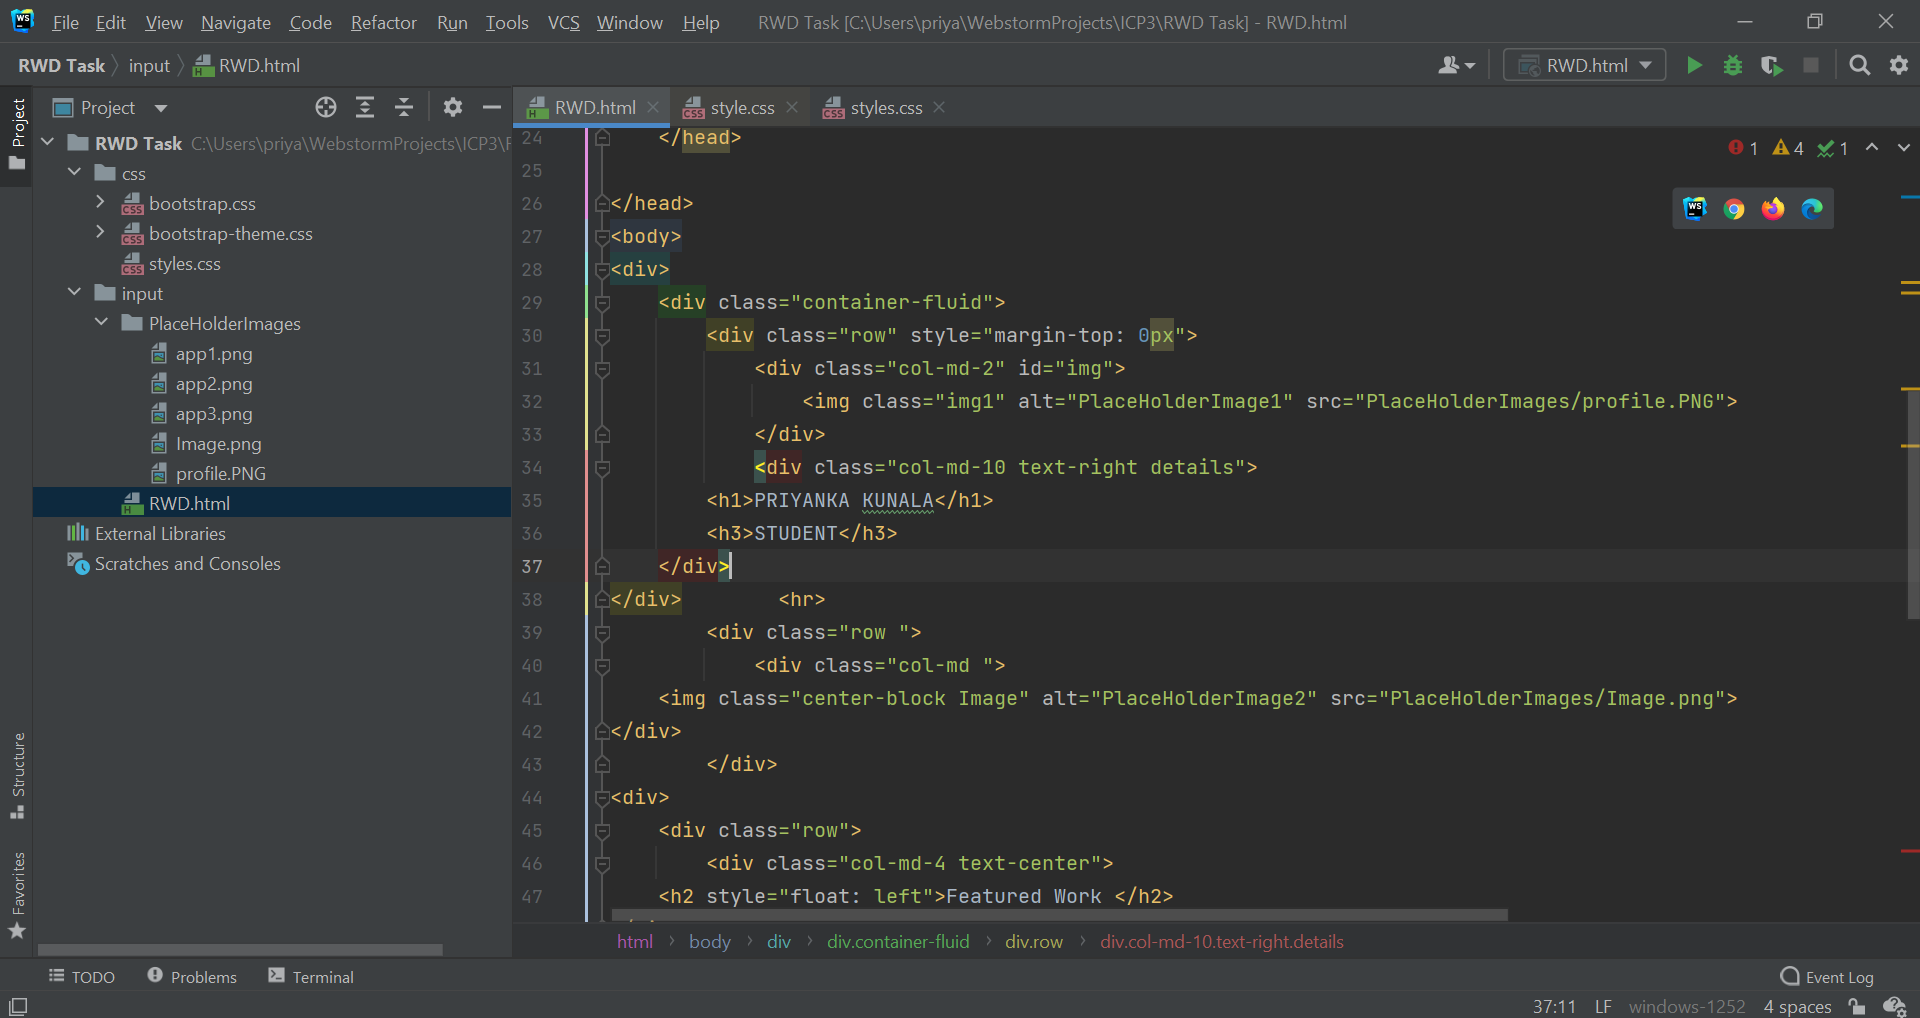 WS File Edit View Navigate Code Refactor Run Tools VCS Window Help RWD Task [C:\Users\priya\WebstormProjects\ICP3\RWD Task] - RWD.html
RWD Task input RWD.html RWD.html
Project
Project
RWD.html style.css styles.css
RWD Task C:\Users\priya\WebstormProjects\ICP3\
css
bootstrap.css
bootstrap-theme.css
styles.css
input
PlaceHolderImages
app1.png
app2.png
app3.png
Image.png
profile.PNG
RWD.html
External Libraries
Scratches and Consoles
Structure
Favorites
1 4 1
24 </head>
25
26 </head>
27 <body>
28 <div>
29 <div class="container-fluid">
30 <div class="row" style="margin-top: 0px">
31 <div class="col-md-2" id="img">
32 <img class="img1" alt="PlaceHolderImage1" src="PlaceHolderImages/profile.PNG">
33 </div>
34 <div class="col-md-10 text-right details">
35 <h1>PRIYANKA KUNALA</h1>
36 <h3>STUDENT</h3>
37 </div>
38 </div> <hr>
39 <div class="row ">
40 <div class="col-md ">
41 <img class="center-block Image" alt="PlaceHolderImage2" src="PlaceHolderImages/Image.png">
42 </div>
43 </div>
44 <div>
45 <div class="row">
46 <div class="col-md-4 text-center">
47 <h2 style="float: left">Featured Work </h2>
html body div div.container-fluid div.row div.col-md-10.text-right.details
TODO Problems Terminal Event Log
37:11 LF windows-1252 4 spaces